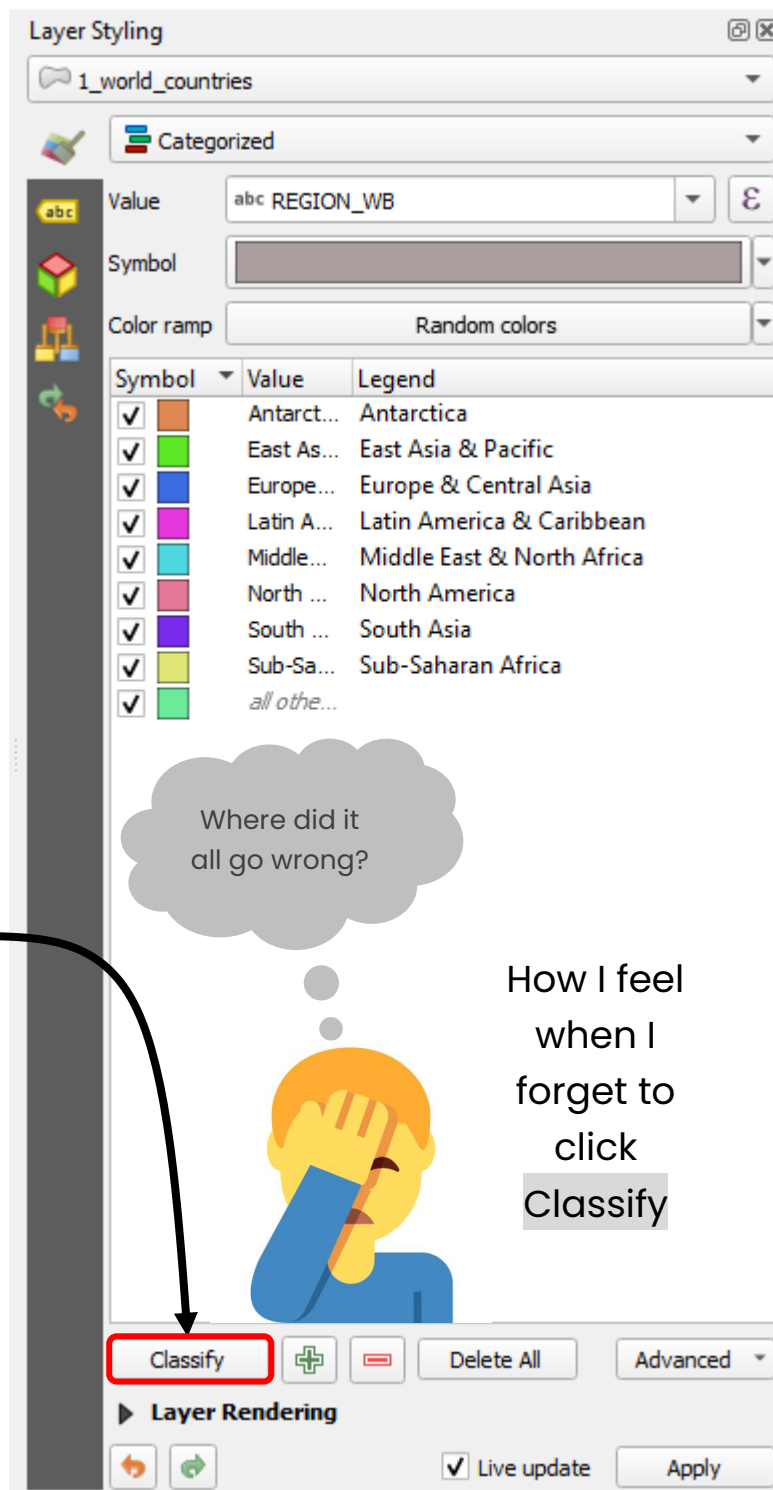 Layer Styling
1_world_countries
Categorized
abc
Value abc REGION_WB ε
Symbol
Color ramp Random colors
Symbol Value Legend
Antarct... Antarctica
East As... East Asia & Pacific
Europe... Europe & Central Asia
Latin A... Latin America & Caribbean
Middle... Middle East & North Africa
North ... North America
South ... South Asia
Sub-Sa... Sub-Saharan Africa
all othe...
Where did it
all go wrong?
How I feel
when I
forget to
click
Classify
Classify Delete All Advanced
Layer Rendering
Live update Apply